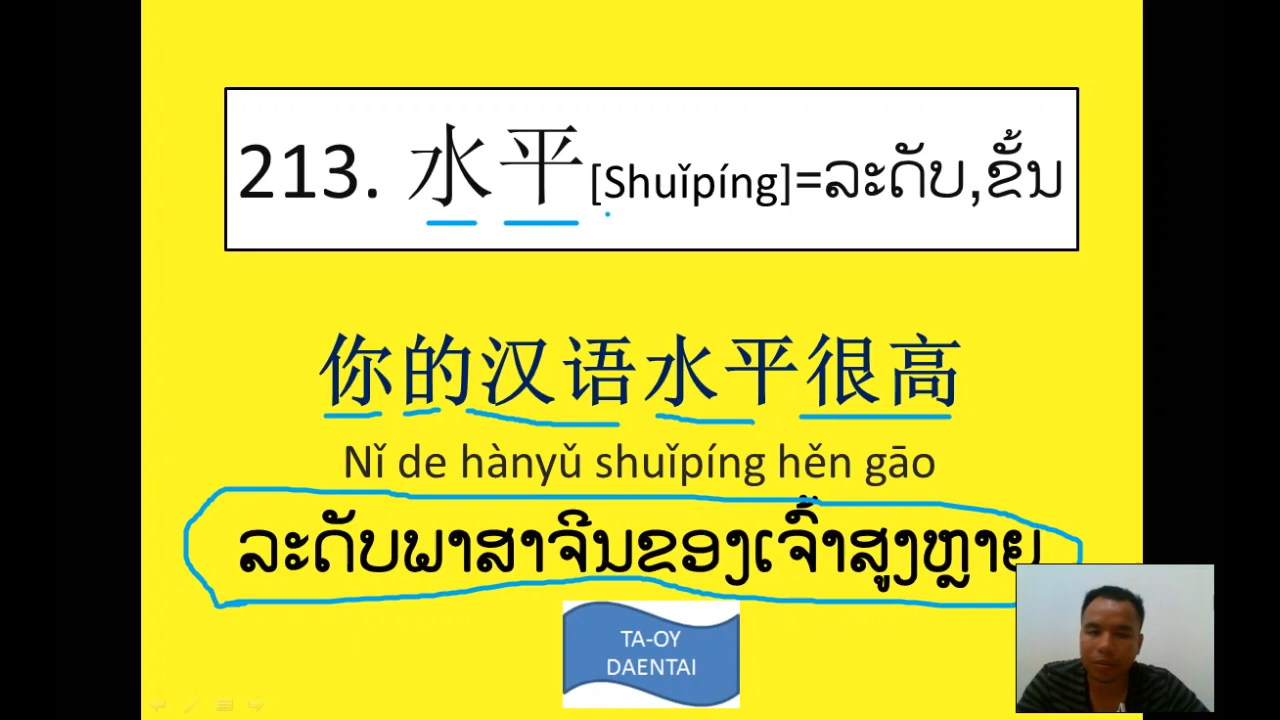 213. 水平[Shuǐpíng]=ລະດັບ,ຂັ້ນ
你的汉语水平很高
Nǐ de hànyǔ shuǐpíng hěn gāo
ລະດັບພາສາຈີນຂອງເຈົ້າສູງຫຼາຍ
TA-OY
DAENTAI